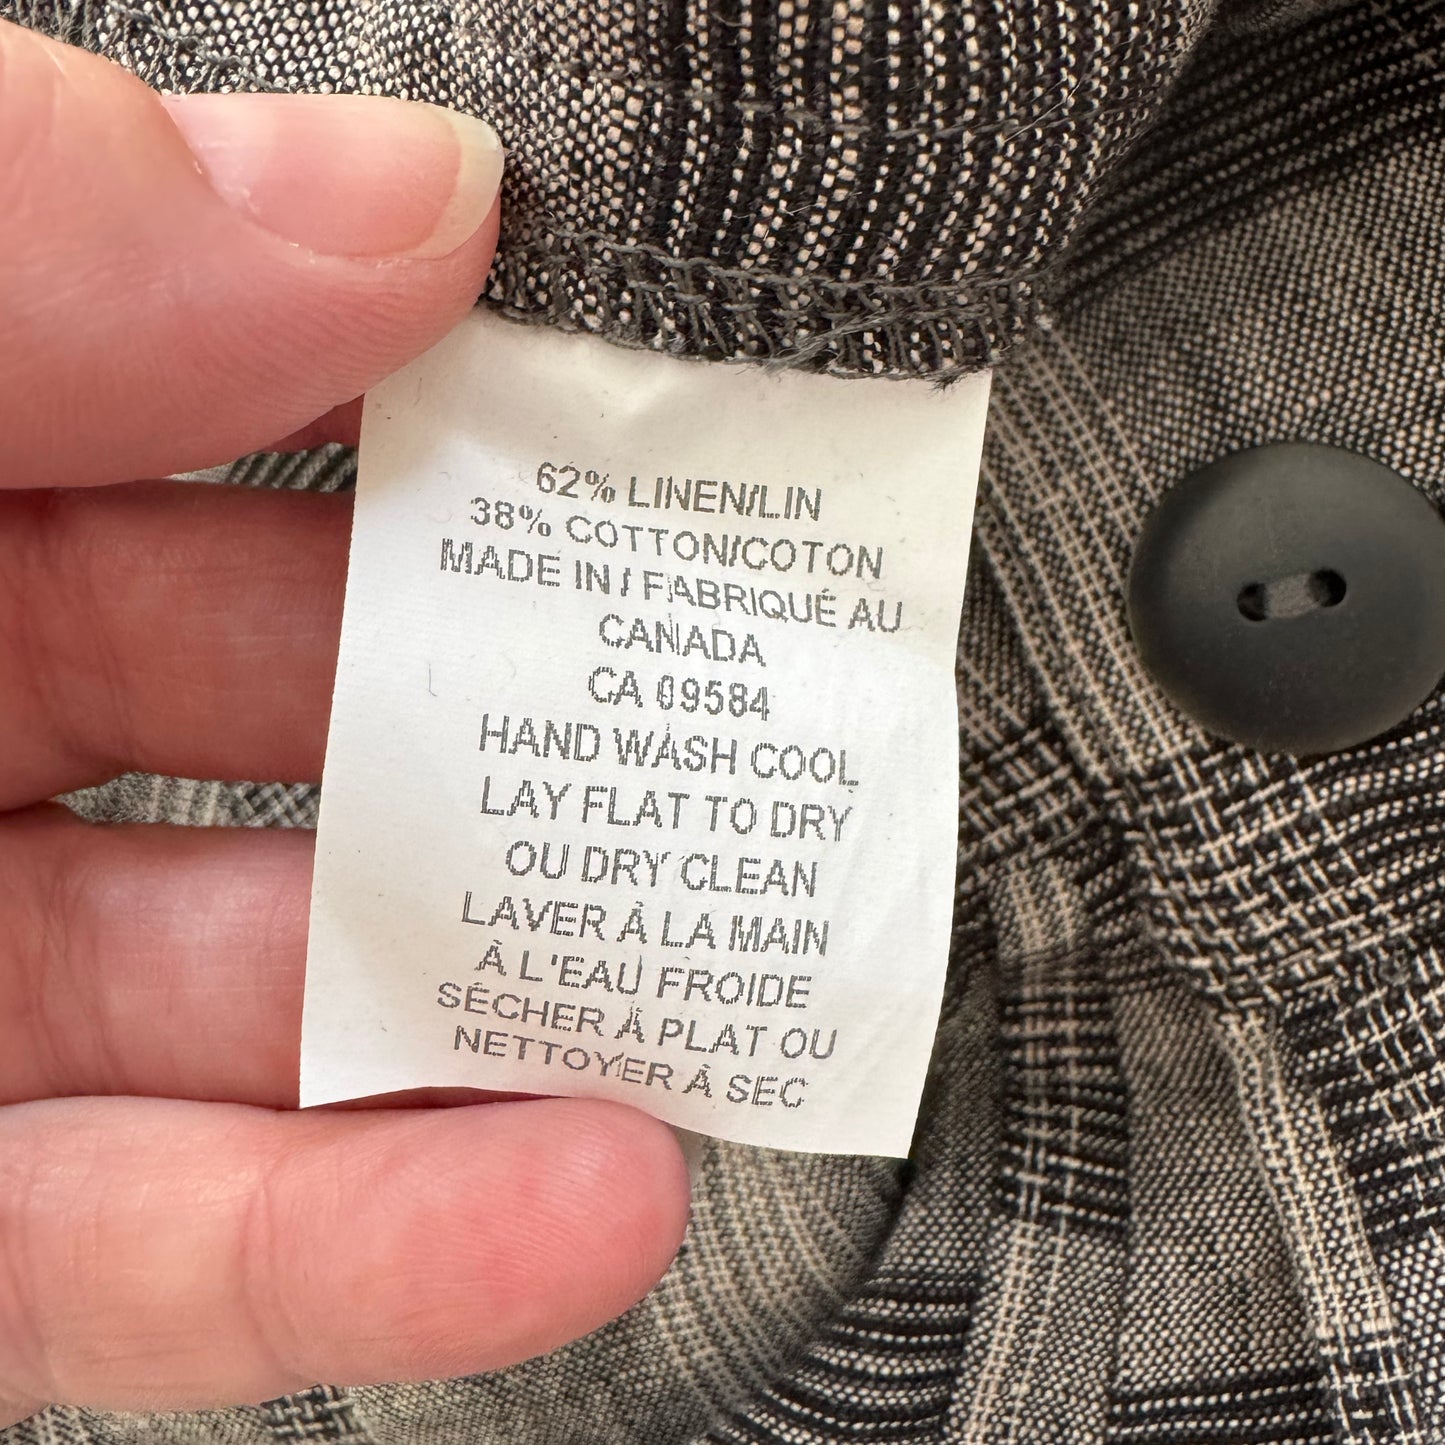 62% LINEN/LIN
38% COTTON/COTON
MADE IN / FABRIQUÉ AU
CANADA
CA 09584
HAND WASH COOL
LAY FLAT TO DRY
OU DRY CLEAN
LAVER À LA MAIN
À L'EAU FROIDE
SÉCHER À PLAT OU
NETTOYER À SEC